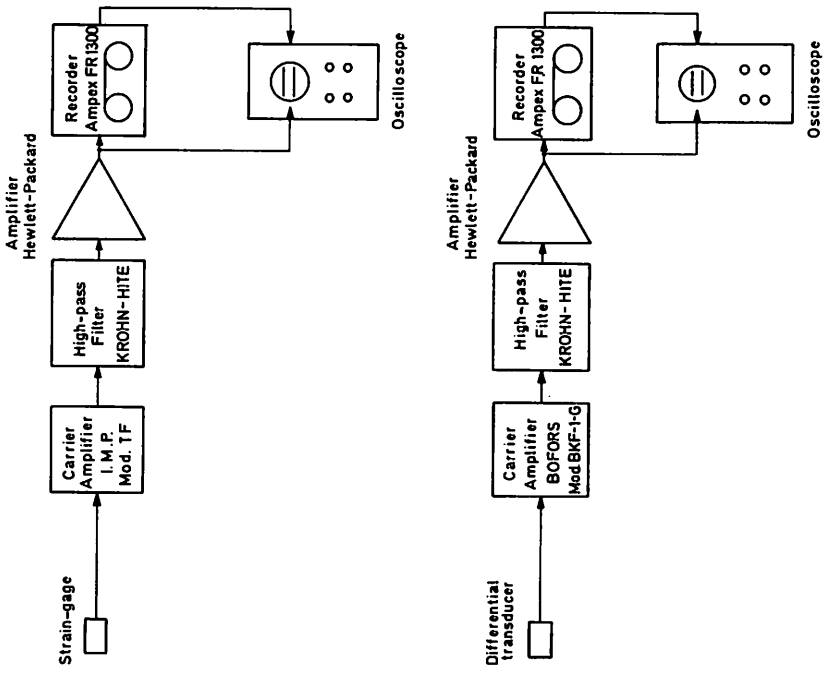 Strain-gage
Carrier
Amplifier
I.M.P.
Mod. TF
High-pass
Filter
KROHN-HITE
Amplifier
Hewlett-Packard
Recorder
Ampex FR1300
Oscilloscope
Differential
transducer
Carrier
Amplifier
BOFORS
Mod.BKF-1-G
High-pass
Filter
KROHN-HITE
Amplifier
Hewlett-Packard
Recorder
Ampex FR 1300
Oscilloscope